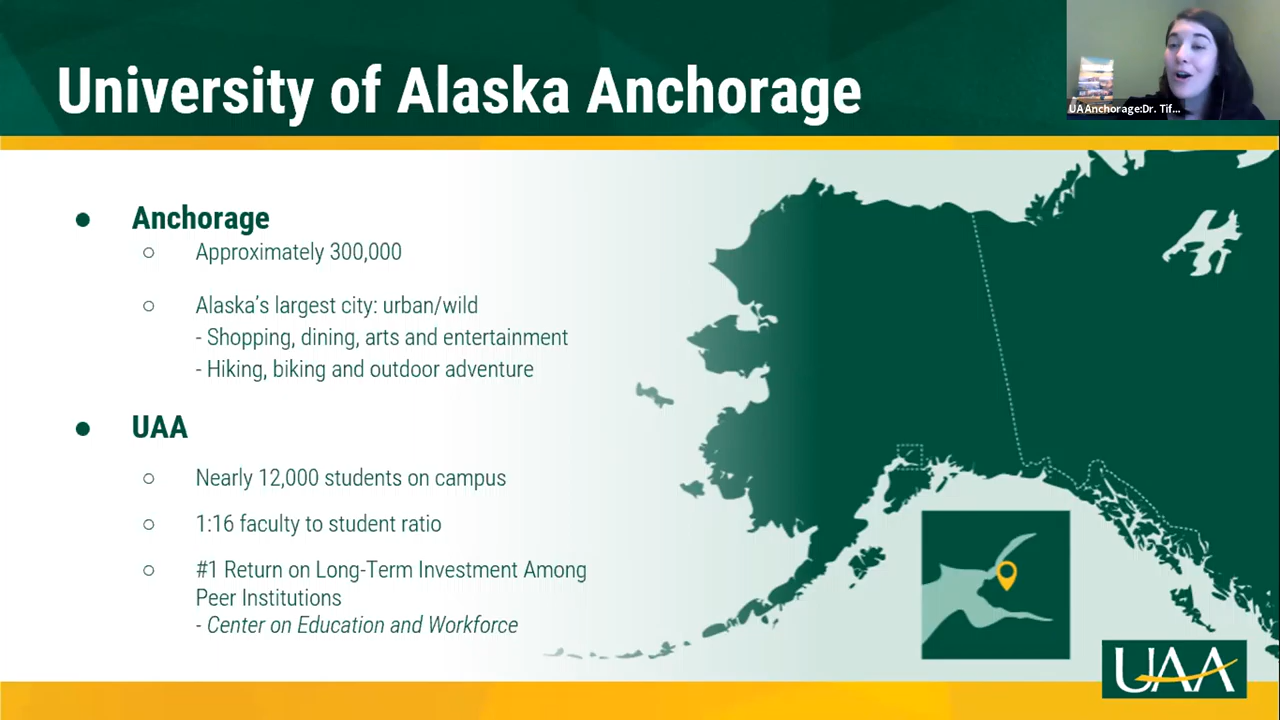 University of Alaska Anchorage
UAAnchorage:Dr. Tif...
● Anchorage
○ Approximately 300,000
○ Alaska's largest city: urban/wild
- Shopping, dining, arts and entertainment
- Hiking, biking and outdoor adventure
● UAA
○ Nearly 12,000 students on campus
○ 1:16 faculty to student ratio
○ #1 Return on Long-Term Investment Among
Peer Institutions
- Center on Education and Workforce
UAA